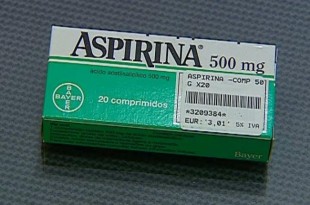 ASPIRINA® 500 mg
ácido acetilsalicílico 500 mg
ASPIRINA -COMP 50
G X20
BAYER
BAYER
20 comprimidos
*3209384*
EUR: '3,01' 5% IVA
Bayer